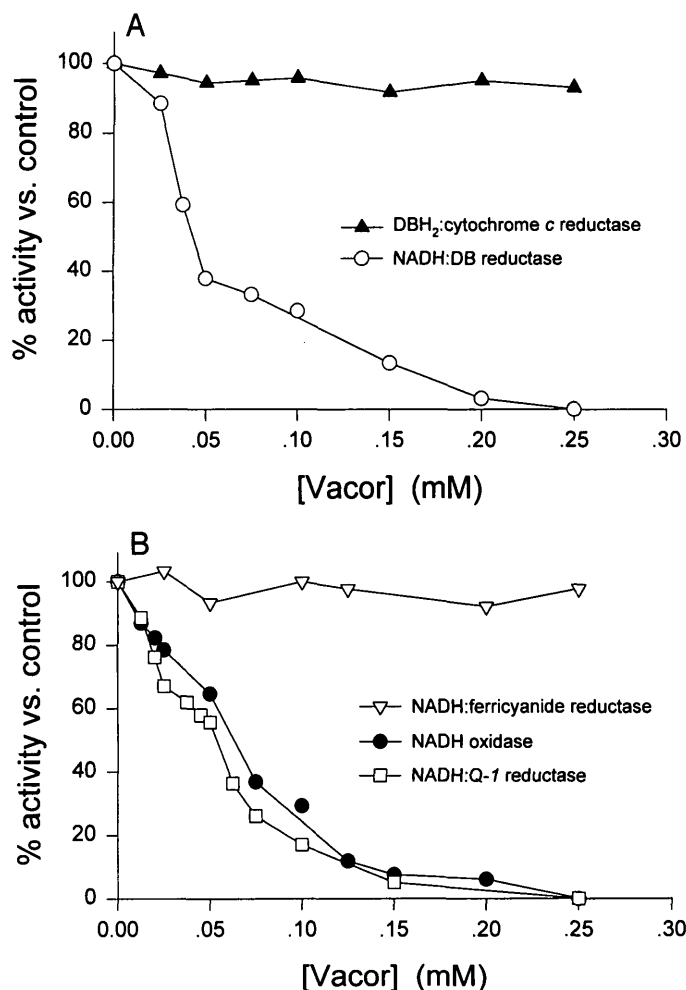 A
% activity vs. control
100
80
60
40
20
0
DBH₂:cytochrome c reductase
NADH:DB reductase
0.00 .05 .10 .15 .20 .25 .30
[Vacor] (mM)
B
% activity vs. control
100
80
60
40
20
0
NADH:ferricyanide reductase
NADH oxidase
NADH:Q-1 reductase
0.00 .05 .10 .15 .20 .25 .30
[Vacor] (mM)